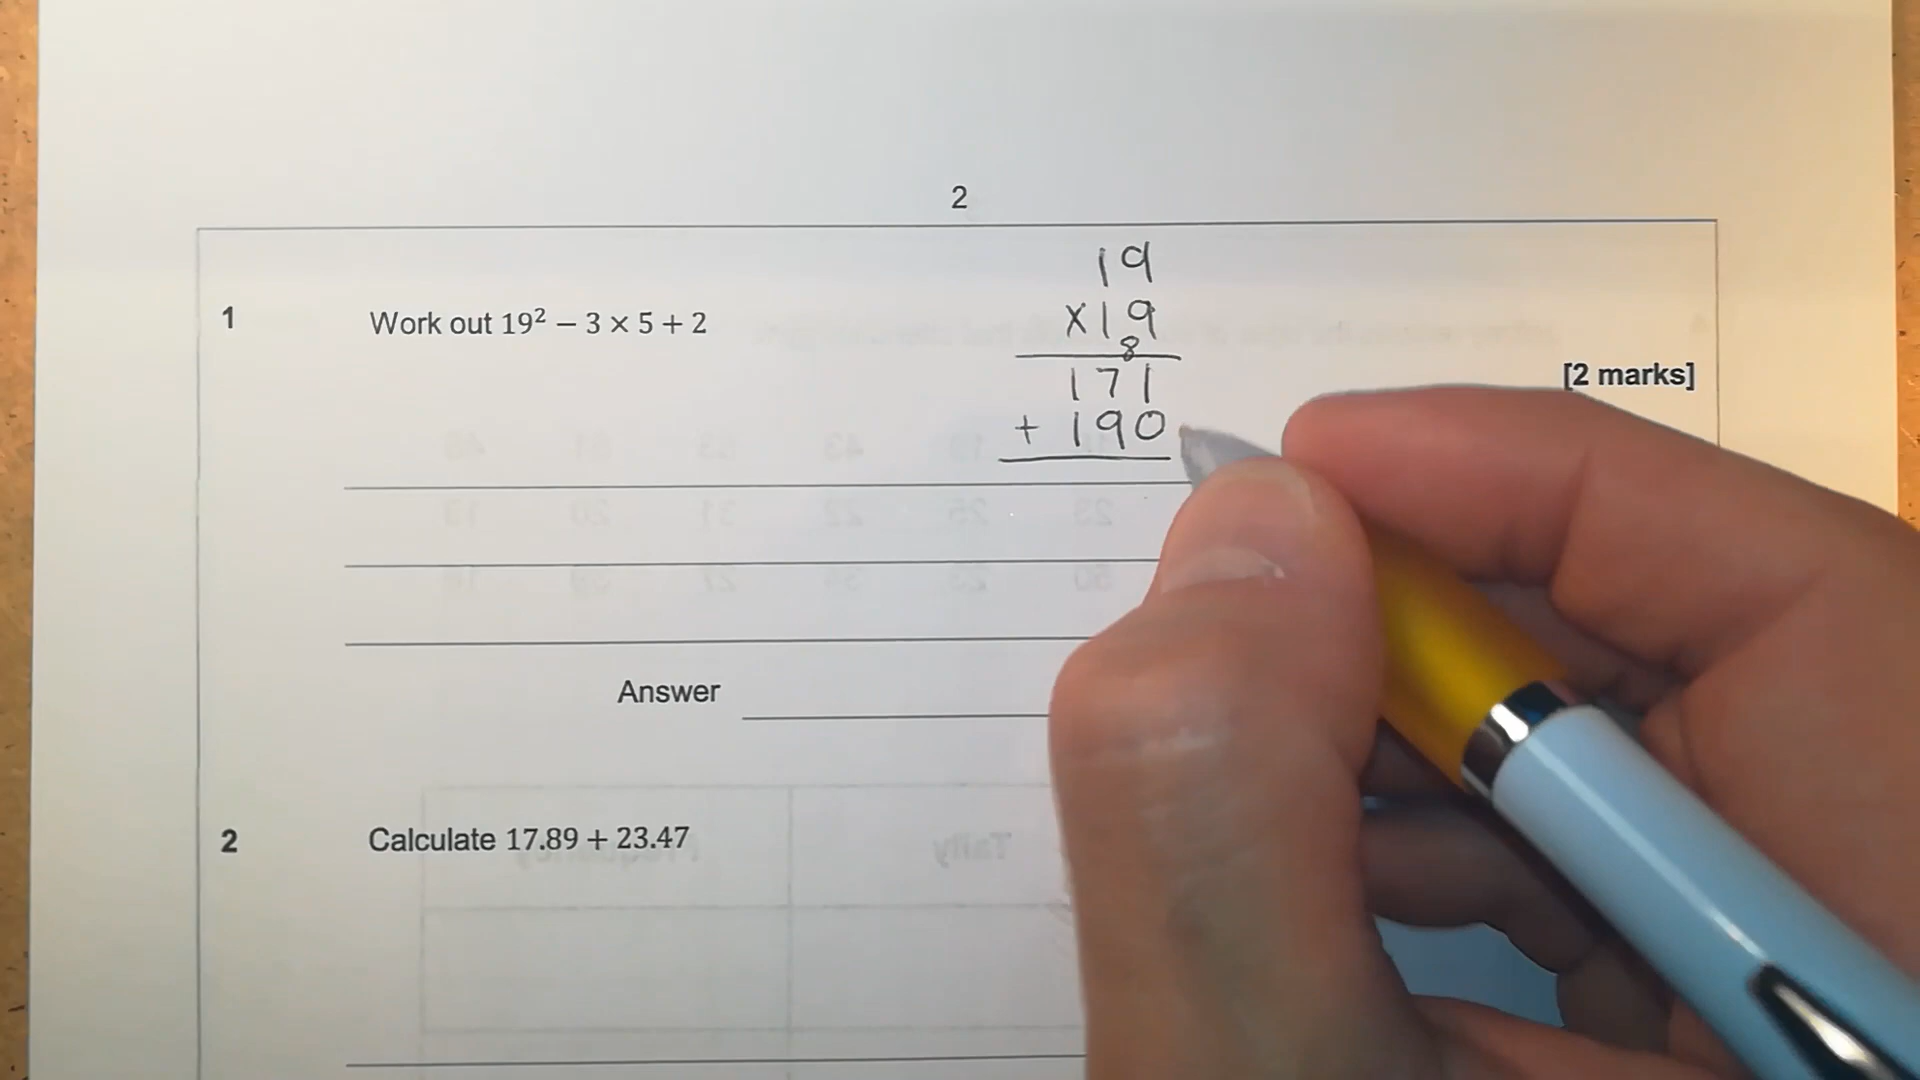 2
1 Work out 19² − 3 × 5 + 2
19
×19
8
171
+ 190
[2 marks]
Answer
2 Calculate 17.89 + 23.47